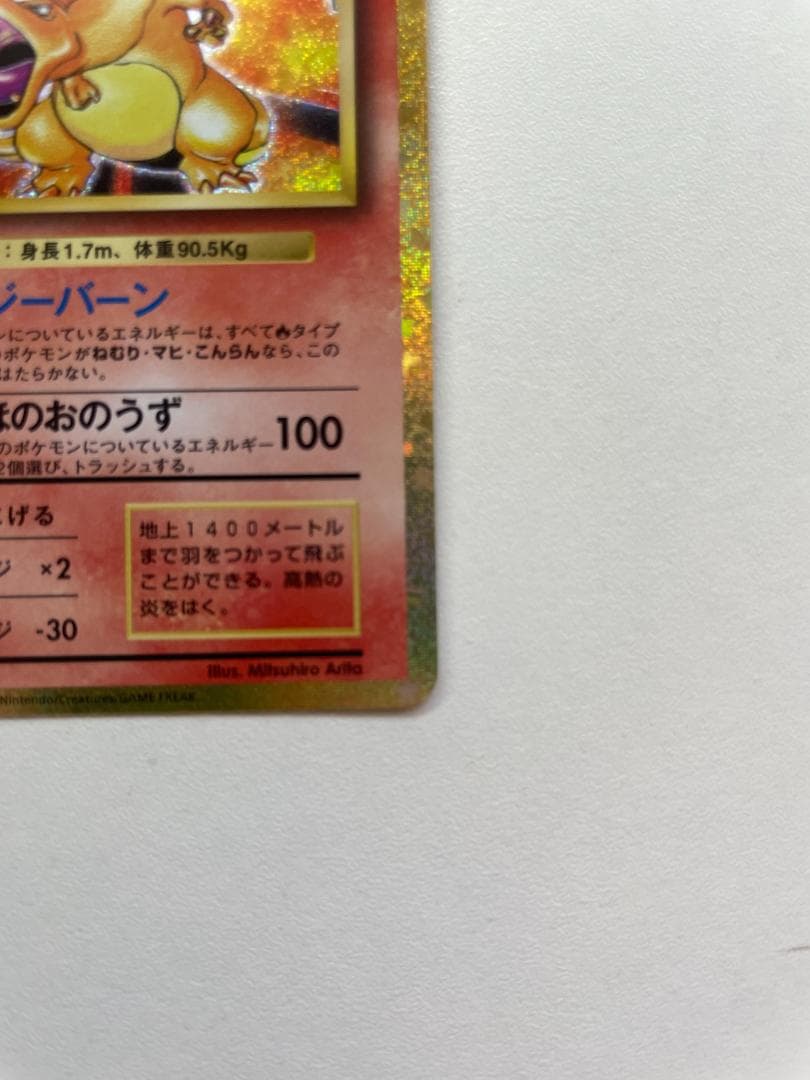 ：身長1.7m、体重90.5Kg
ジーバーン
ンについているエネルギーは、すべて🔥タイプ
のポケモンがねむり・マヒ・こんらんなら、この
はたらかない。
ほのおのうず 100
のポケモンについているエネルギー
2個選び、トラッシュする。
にげる
ジ ×2
ジ -30
地上1400メートル
まで羽をつかって飛ぶ
ことができる。高熱の
炎をはく。
Illus. Mitsuhiro Arita
Nintendo/Creatures/GAME FREAK.